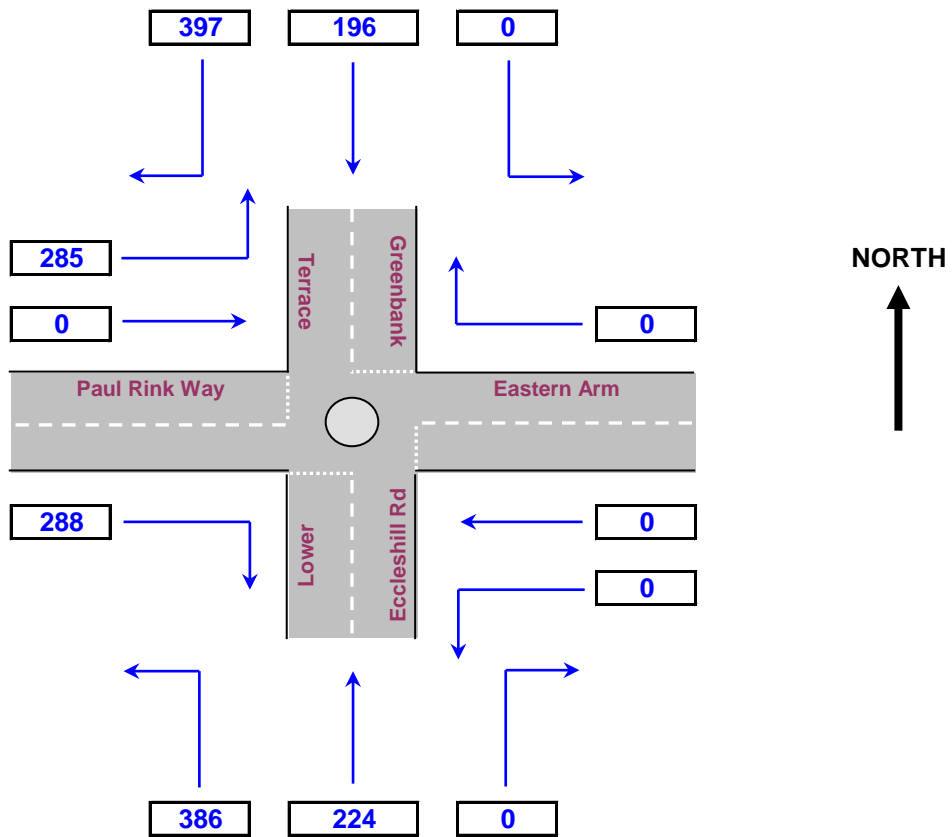 397 196 0
285
Terrace
Greenbank
NORTH
0
0
Paul Rink Way
Eastern Arm
288
Lower
Eccleshill Rd
0
0
386 224 0